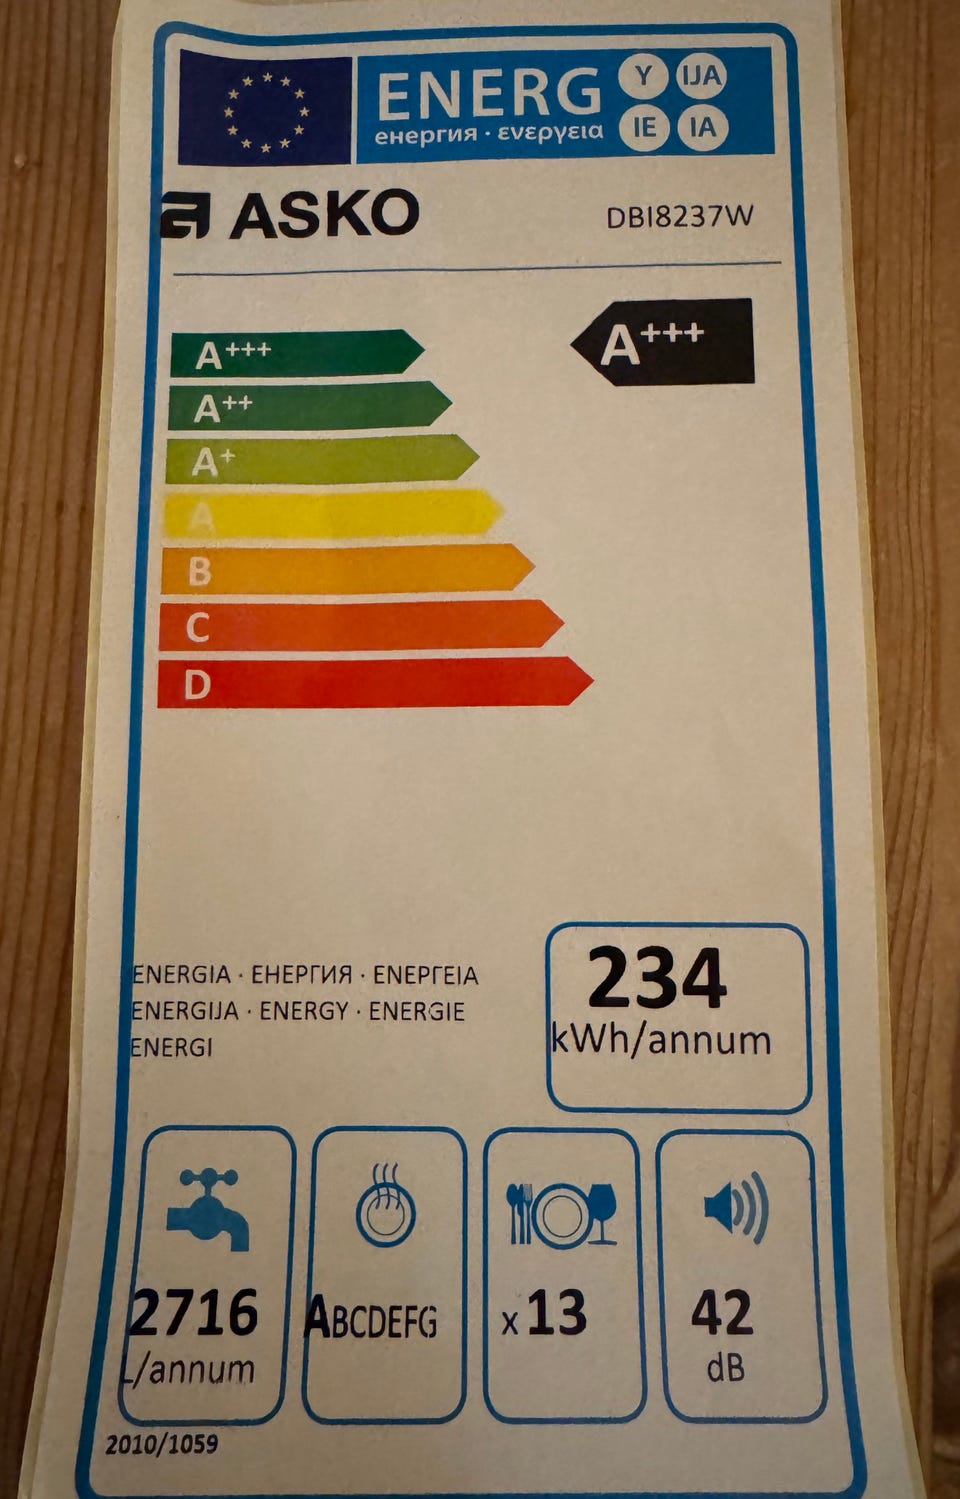 ENERG Y IJA
енергия · ενεργεια IE IA
ASKO DBI8237W
A+++ A+++
A++
A+
A
B
C
D
ENERGIA · ЕНЕРГИЯ · ΕΝΕΡΓΕΙΑ
ENERGIJA · ENERGY · ENERGIE
ENERGI
234
kWh/annum
2716
L/annum
ABCDEFG
x 13
42
dB
2010/1059